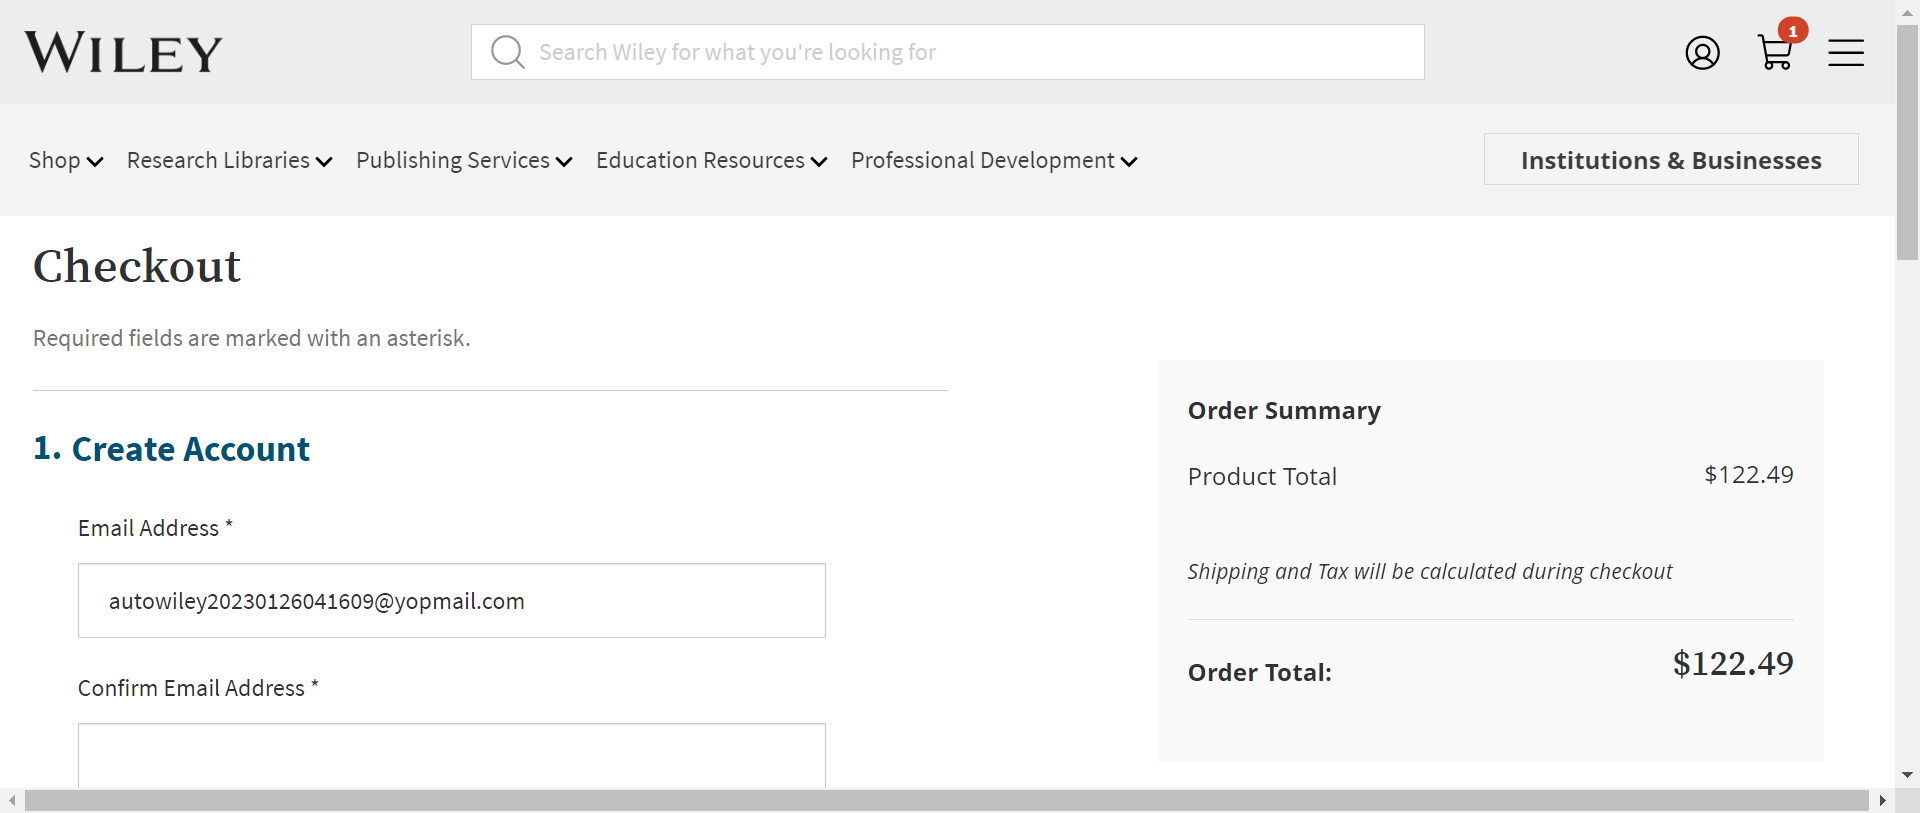 WILEY
Search Wiley for what you're looking for
1
Shop Research Libraries Publishing Services Education Resources Professional Development
Institutions & Businesses
Checkout
Required fields are marked with an asterisk.
1. Create Account
Email Address *
autowiley20230126041609@yopmail.com
Confirm Email Address *
Order Summary
Product Total $122.49
Shipping and Tax will be calculated during checkout
Order Total: $122.49